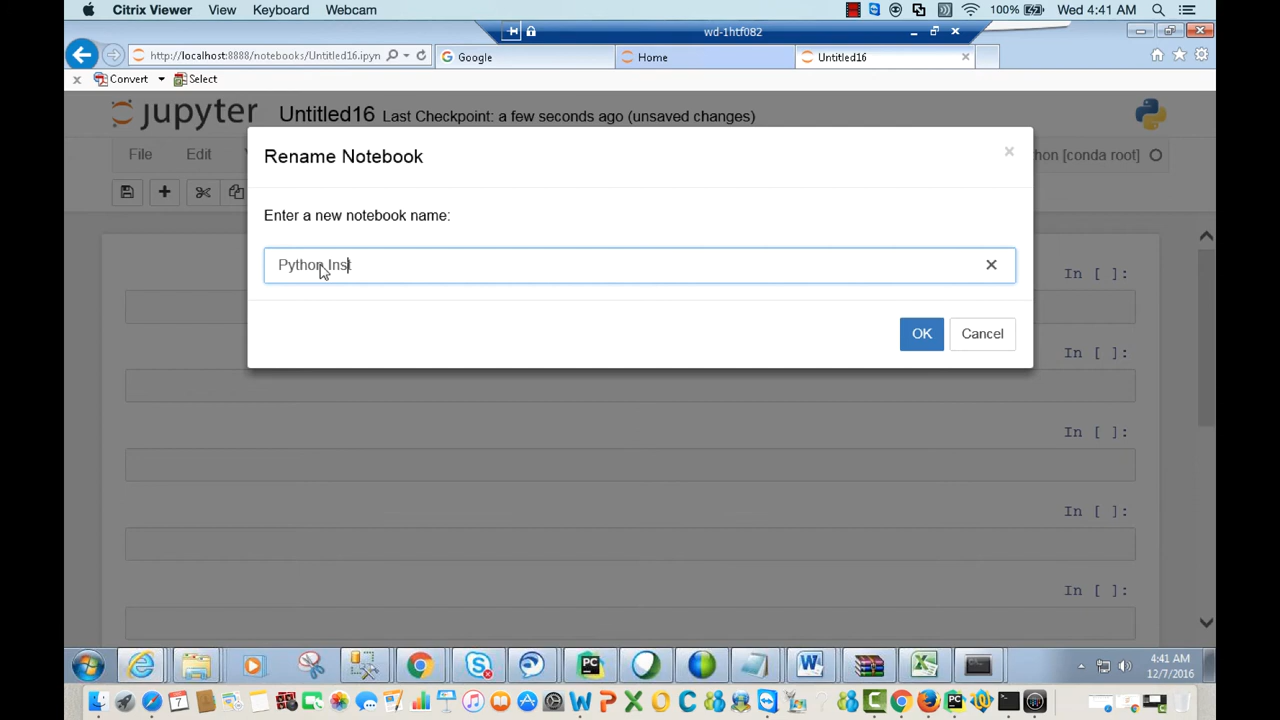 Citrix Viewer View Keyboard Webcam 100% Wed 4:41 AM
wd-1htf082
http://localhost:8888/notebooks/Untitled16.ipyn Google Home Untitled16
x Convert Select
jupyter Untitled16 Last Checkpoint: a few seconds ago (unsaved changes)
Rename Notebook
File Edit thon [conda root]
Enter a new notebook name:
Python Inst
In [ ]:
OK Cancel
In [ ]:
In [ ]:
In [ ]:
In [ ]:
4:41 AM
12/7/2016